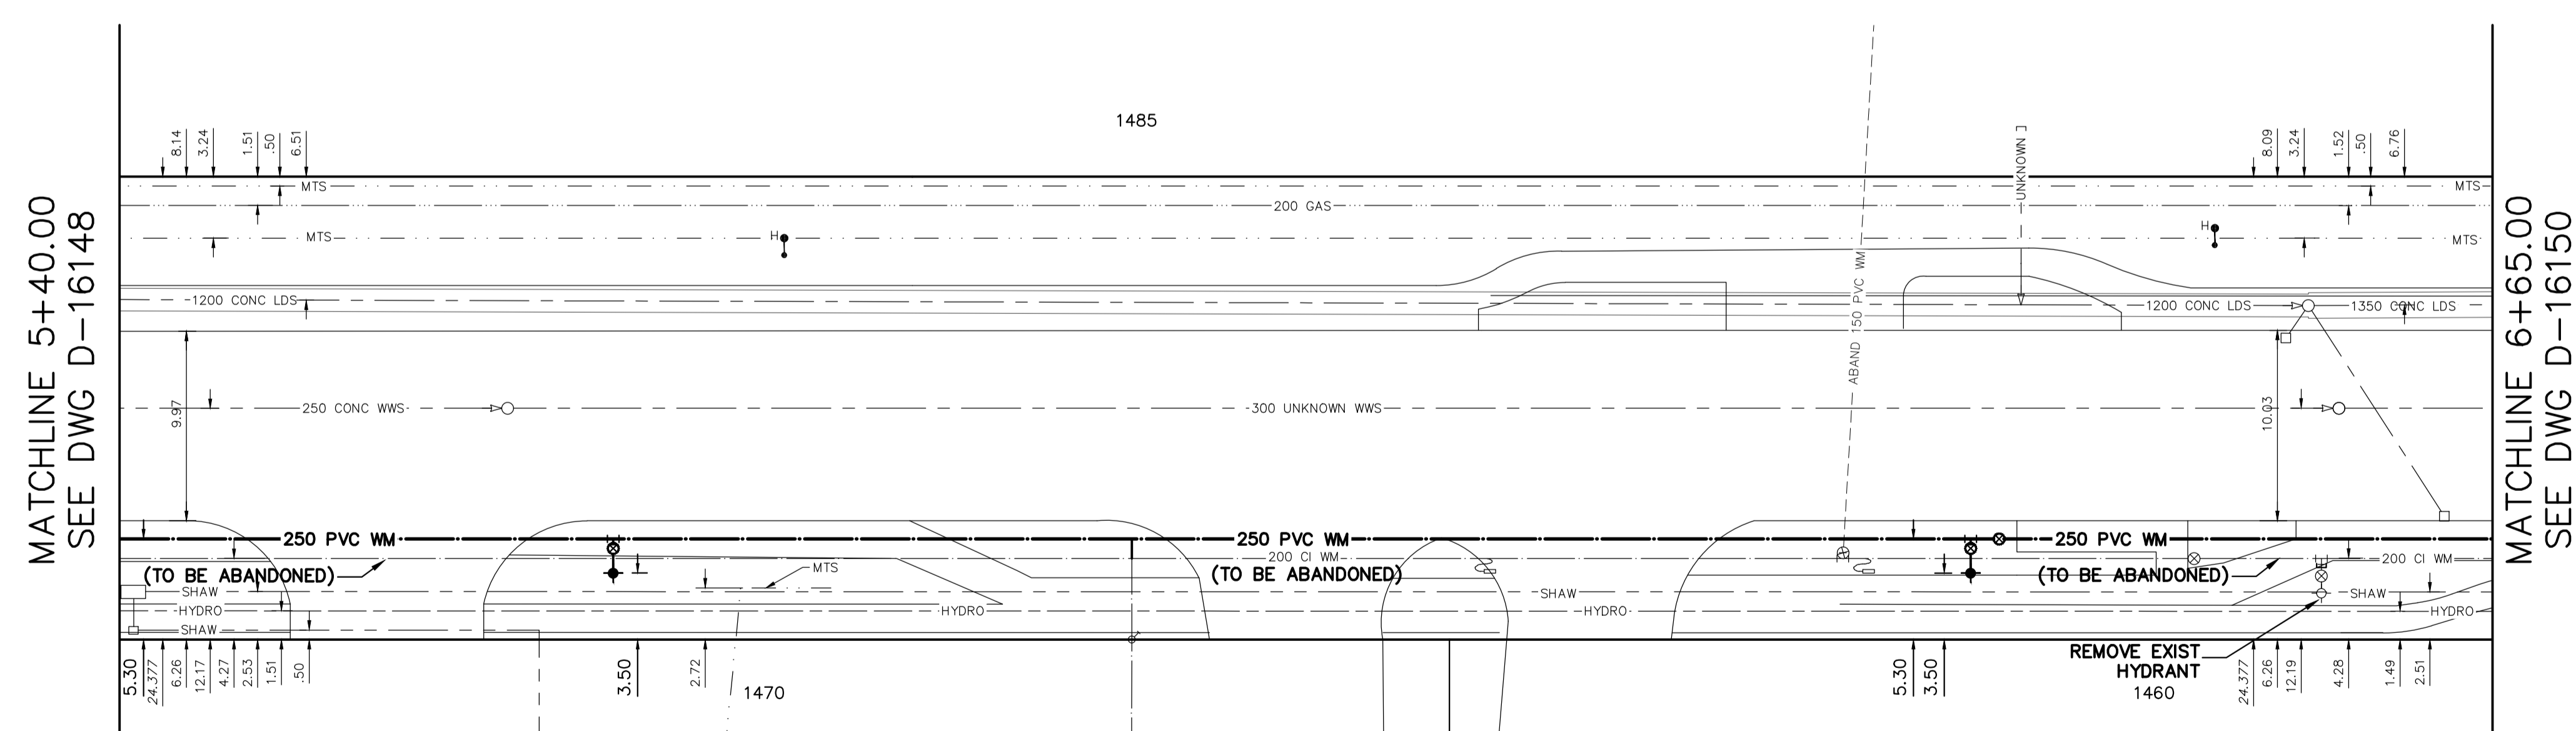 MATCHLINE 5+40.00
SEE DWG D-16148
1485
8.14
3.24
1.51
.50
6.51
8.09
3.24
1.52
.50
6.76
UNKNOWN ]
MTS
MTS
200 GAS
MTS
H
H
MTS
1200 CONC LDS
1200 CONC LDS
1350 CONC LDS
ABAND 150 PVC WM
9.97
250 CONC WWS
300 UNKNOWN WWS
10.03
250 PVC WM
250 PVC WM
250 PVC WM
200 CI WM
200 CI WM
(TO BE ABANDONED)
MTS
(TO BE ABANDONED)
(TO BE ABANDONED)
SHAW
SHAW
SHAW
HYDRO
HYDRO
HYDRO
HYDRO
SHAW
REMOVE EXIST
HYDRANT
5.30
24.377
6.26
12.17
4.27
2.53
1.51
.50
3.50
2.72
1470
5.30
3.50
1460
24.377
6.26
12.19
4.28
1.49
2.51
MATCHLINE 6+65.00
SEE DWG D-16150